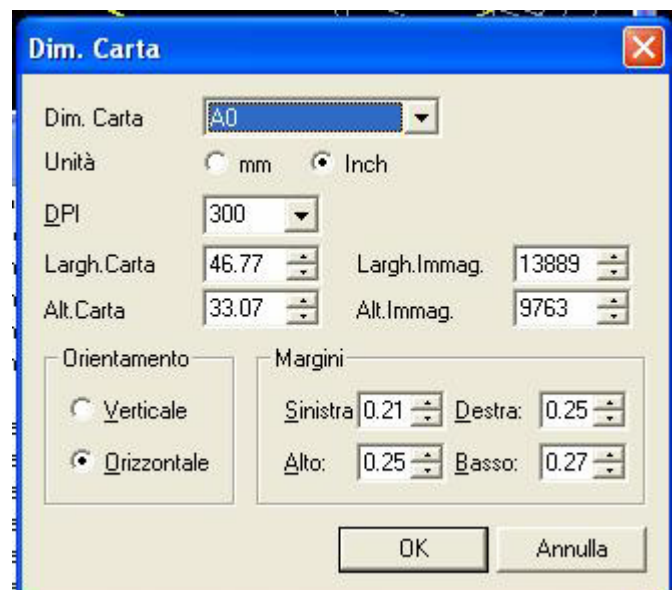 Dim. Carta
Dim. Carta A0
Unità mm Inch
DPI 300
Largh.Carta 46.77 Largh.Immag. 13889
Alt.Carta 33.07 Alt.Immag. 9763
Orientamento Margini
Verticale Sinistra 0.21 Destra: 0.25
Orizzontale Alto: 0.25 Basso: 0.27
OK Annulla